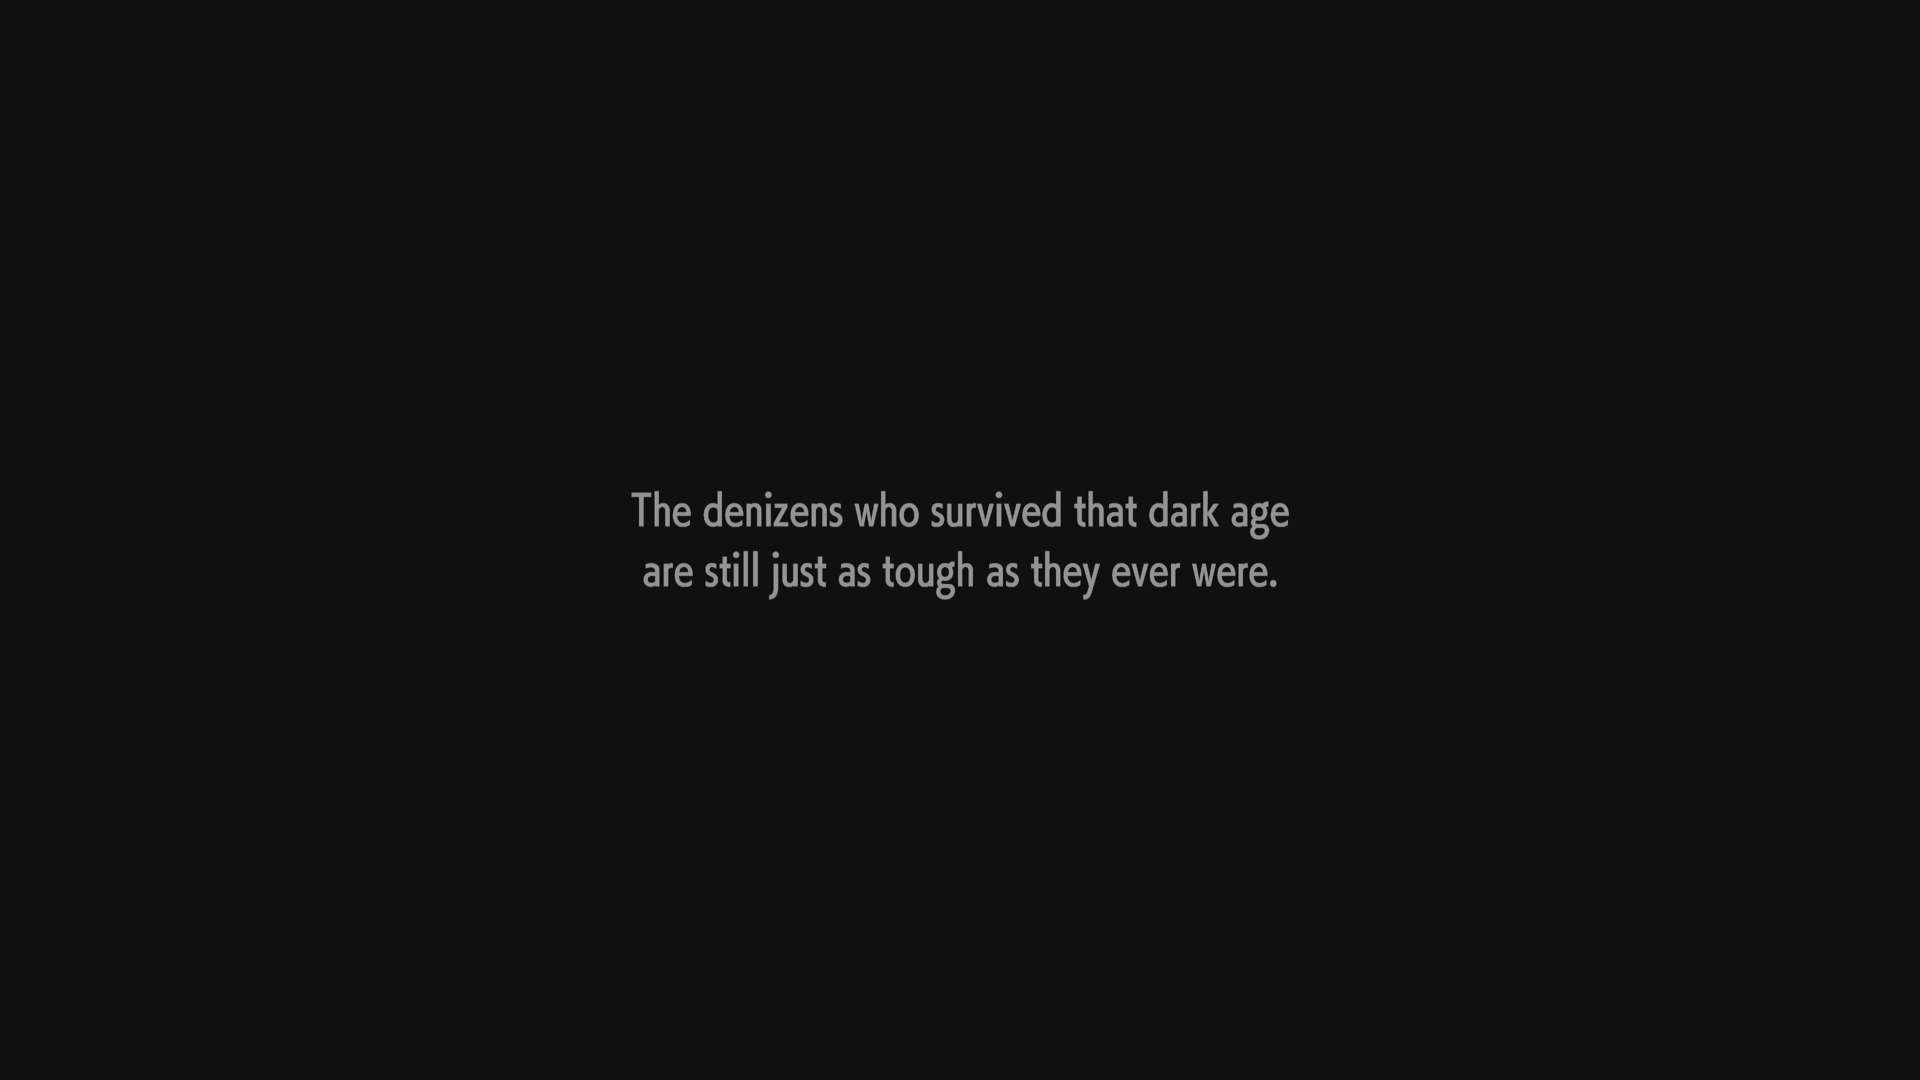 The denizens who survived that dark age
are still just as tough as they ever were.